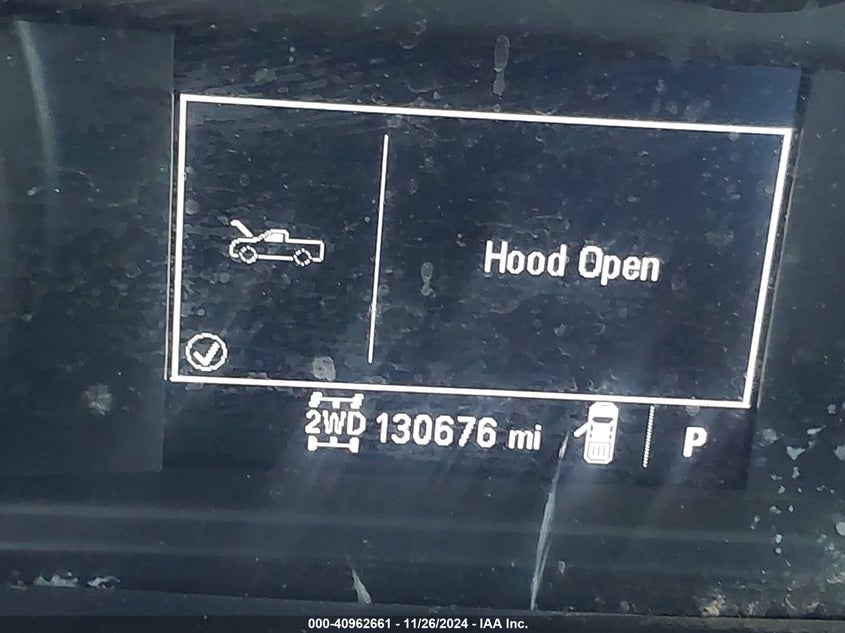 Hood Open
2WD 130676 mi P
000-40962661 - 11/26/2024 - IAA Inc.